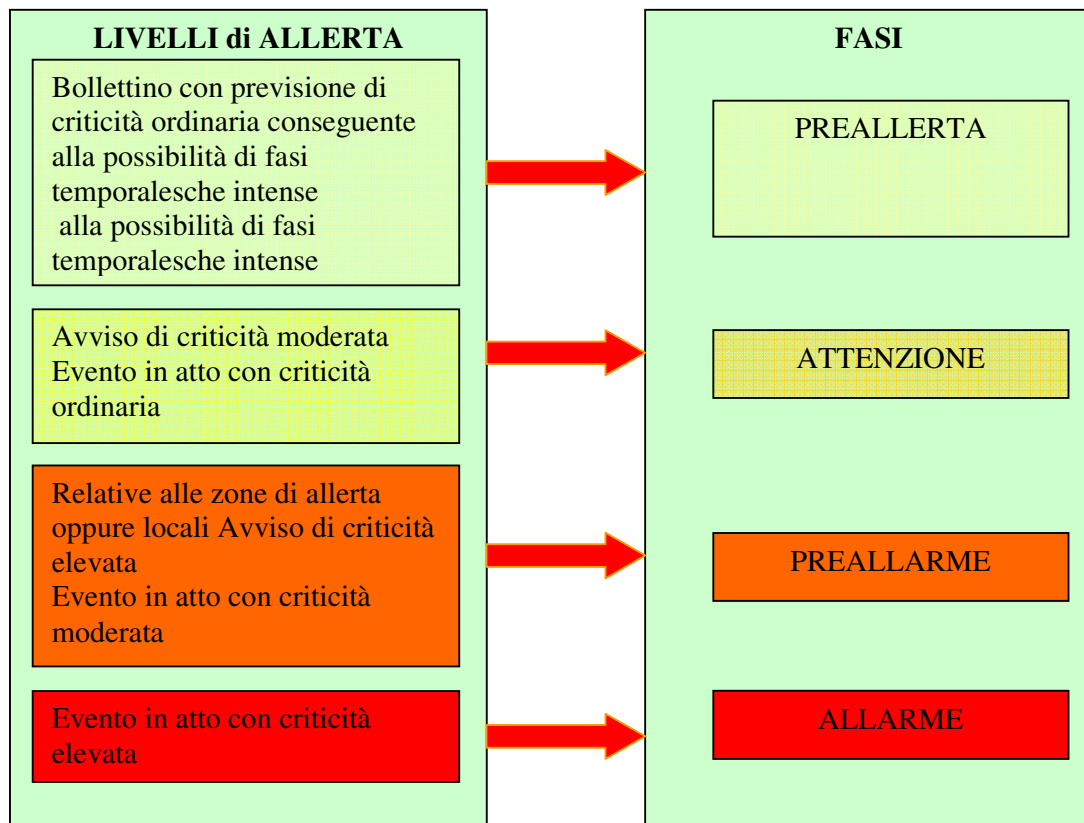 LIVELLI di ALLERTA
Bollettino con previsione di
criticità ordinaria conseguente
alla possibilità di fasi
temporalesche intense
alla possibilità di fasi
temporalesche intense
Avviso di criticità moderata
Evento in atto con criticità
ordinaria
Relative alle zone di allerta
oppure locali Avviso di criticità
elevata
Evento in atto con criticità
moderata
Evento in atto con criticità
elevata
FASI
PREALLERTA
ATTENZIONE
PREALLARME
ALLARME